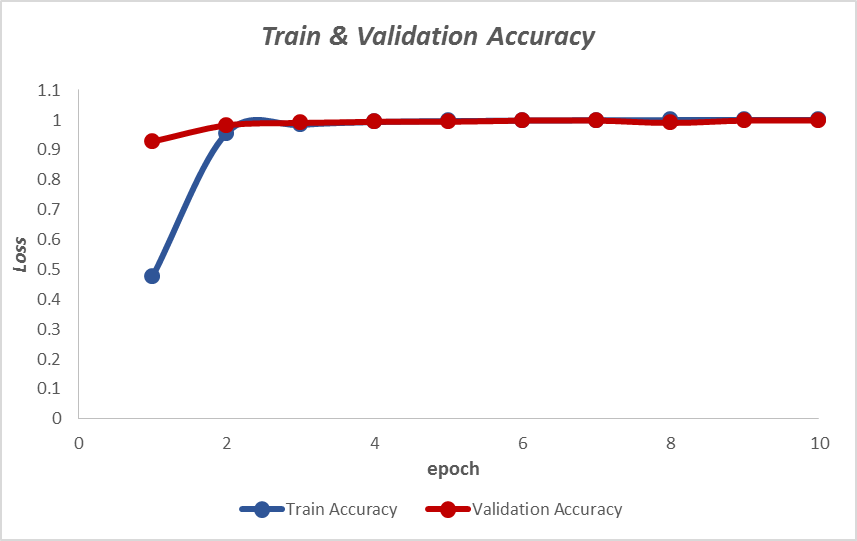 Train & Validation Accuracy
1.1
1
0.9
0.8
0.7
0.6
0.5
0.4
0.3
0.2
0.1
0
Loss
0 2 4 6 8 10
epoch
Train Accuracy Validation Accuracy